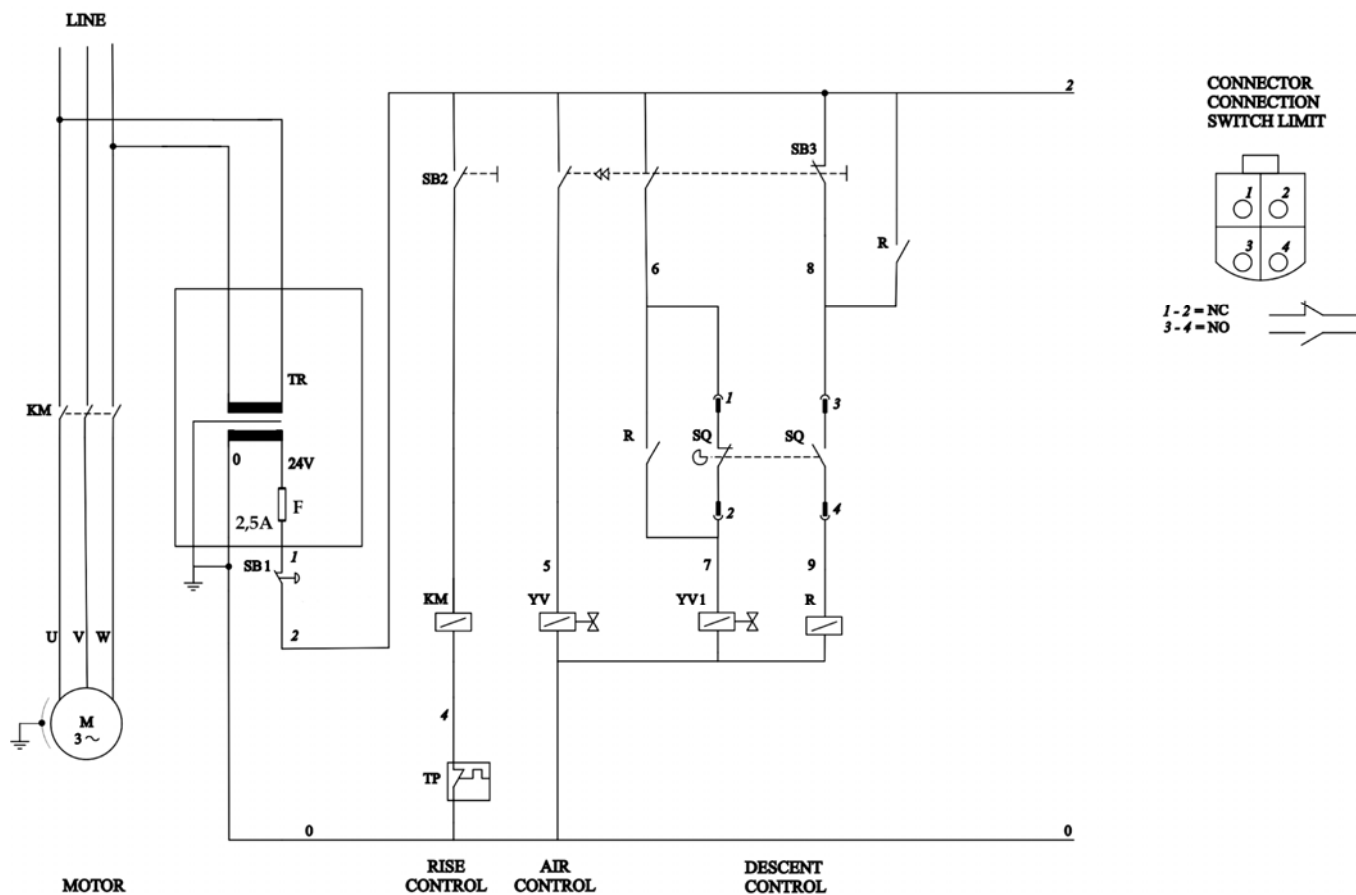 LINE
2
CONNECTOR
CONNECTION
SWITCH LIMIT
SB2
SB3
1 2
3 4
R
6
8
1 - 2 = NC
3 - 4 = NO
TR
KM
1
3
R
SQ
SQ
0
24V
F
2,5A
2
4
1
SB1
5
7
9
KM
YV
YV1
R
2
U V W
M
3 ~
4
TP
0
0
MOTOR
RISE
CONTROL
AIR
CONTROL
DESCENT
CONTROL